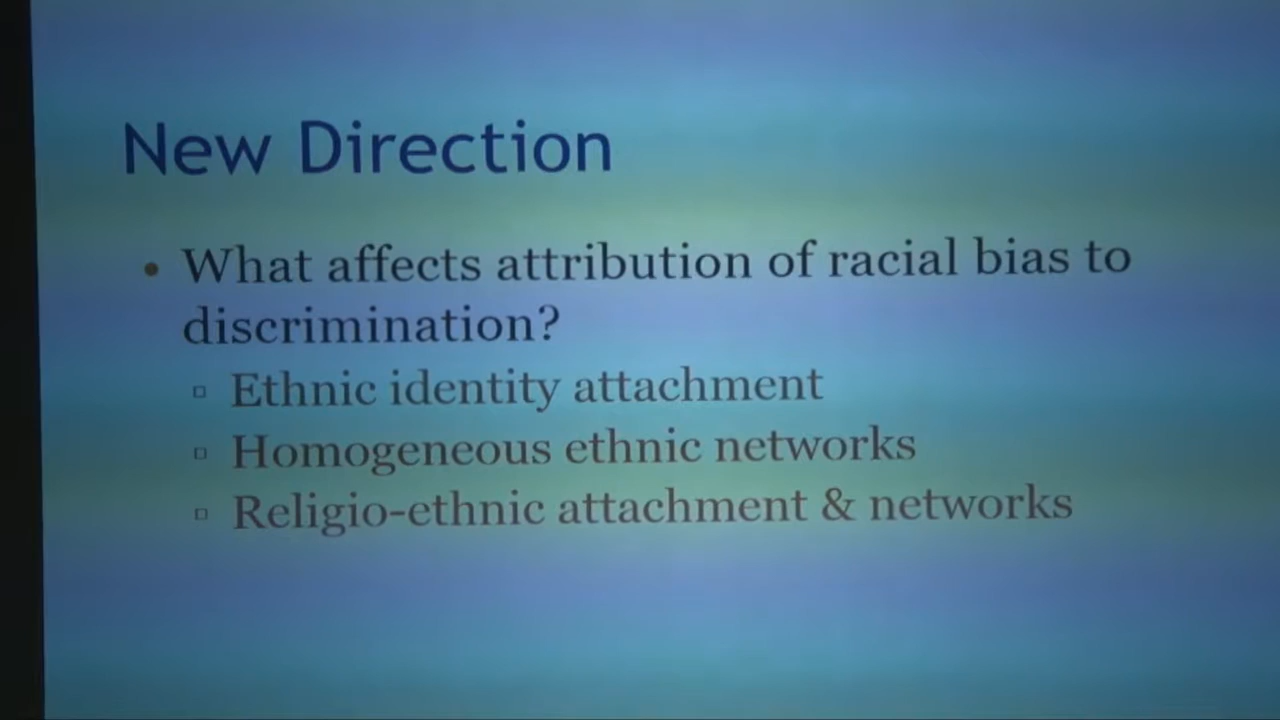 New Direction
• What affects attribution of racial bias to
discrimination?
▫ Ethnic identity attachment
▫ Homogeneous ethnic networks
▫ Religio-ethnic attachment & networks